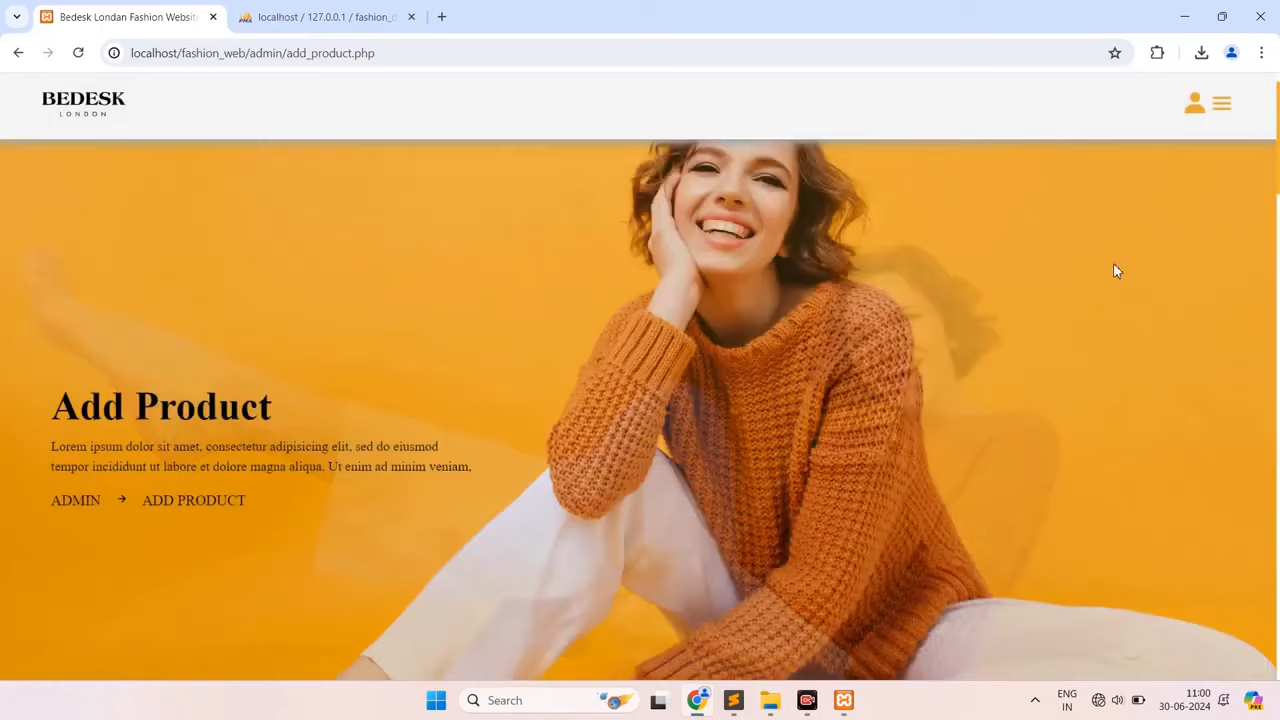 Bedesk Londan Fashion Website
localhost / 127.0.0.1 / fashion_
localhost/fashion_web/admin/add_product.php
BEDESK
LONDON
Add Product
Lorem ipsum dolor sit amet, consectetur adipisicing elit, sed do eiusmod
tempor incididunt ut labore et dolore magna aliqua. Ut enim ad minim veniam,
ADMIN → ADD PRODUCT
Search
ENG
IN
11:00
30-06-2024